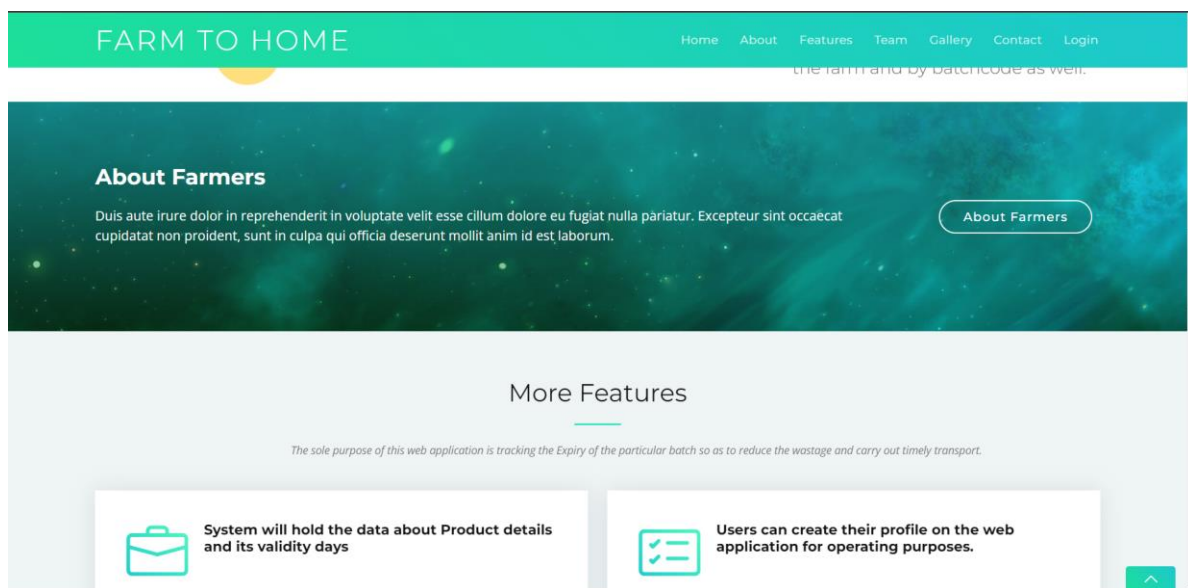 FARM TO HOME
Home About Features Team Gallery Contact Login
the farm and by batchcode as well.
About Farmers
Duis aute irure dolor in reprehenderit in voluptate velit esse cillum dolore eu fugiat nulla pariatur. Excepteur sint occaecat
cupidatat non proident, sunt in culpa qui officia deserunt mollit anim id est laborum.
About Farmers
More Features
The sole purpose of this web application is tracking the Expiry of the particular batch so as to reduce the wastage and carry out timely transport.
System will hold the data about Product details
and its validity days
Users can create their profile on the web
application for operating purposes.